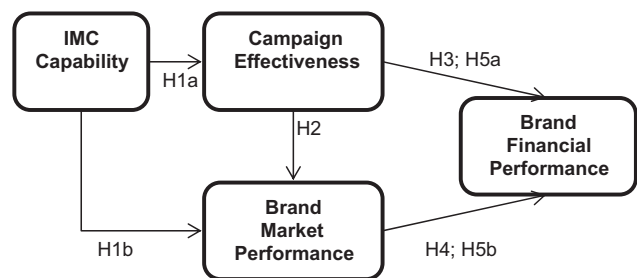 IMC
Capability
H1a
Campaign
Effectiveness
H3; H5a
H2
Brand
Financial
Performance
Brand
Market
Performance
H1b
H4; H5b